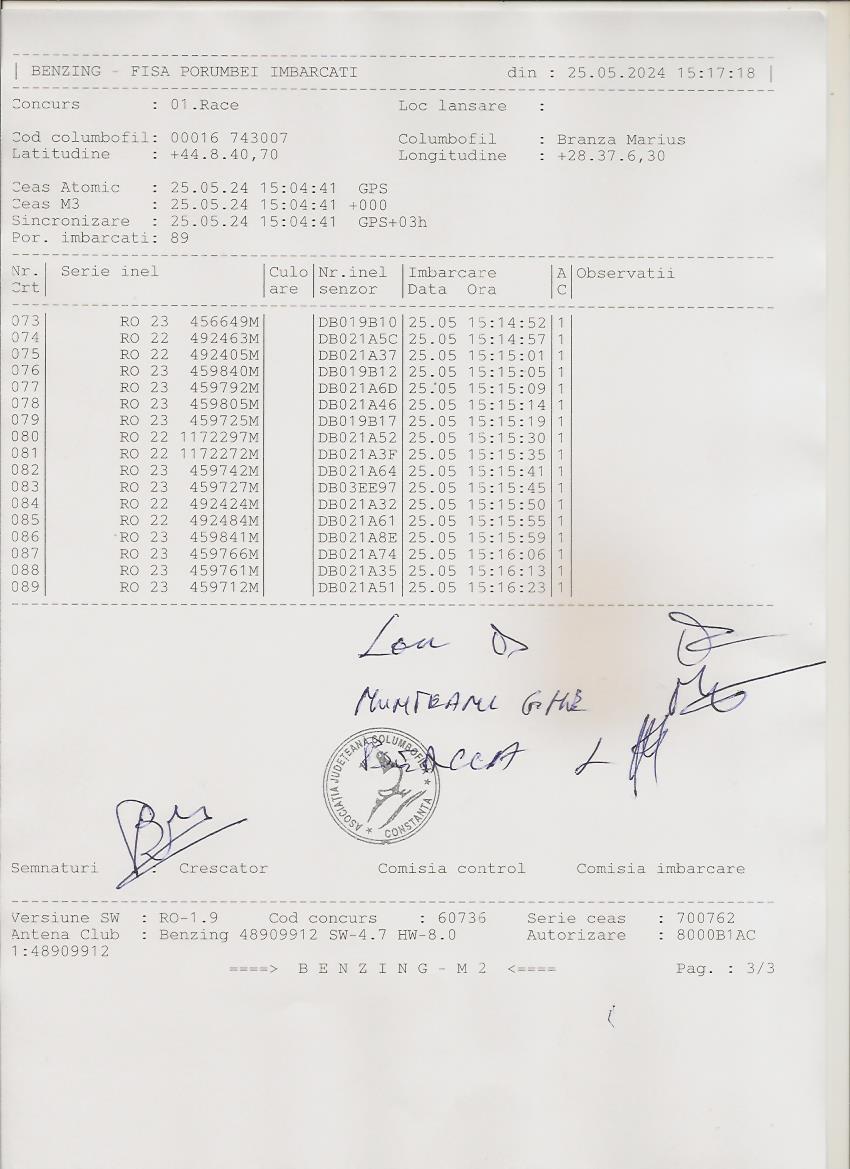 | BENZING - FISA PORUMBEI IMBARCATI din : 25.05.2024 15:17:18 |
Concurs : 01.Race Loc lansare :
Cod columbofil: 00016 743007 Columbofil : Branza Marius
Latitudine : +44.8.40,70 Longitudine : +28.37.6,30
Ceas Atomic : 25.05.24 15:04:41 GPS
Ceas M3 : 25.05.24 15:04:41 +000
Sincronizare : 25.05.24 15:04:41 GPS+03h
Por. imbarcati: 89
Nr.| Serie inel |Culo|Nr.inel |Imbarcare |A|Observatii
Crt| |are |senzor |Data Ora |C|
073| RO 23 456649M| |DB019B10|25.05 15:14:52|1|
074| RO 22 492463M| |DB021A5C|25.05 15:14:57|1|
075| RO 22 492405M| |DB021A37|25.05 15:15:01|1|
076| RO 23 459840M| |DB019B12|25.05 15:15:05|1|
077| RO 23 459792M| |DB021A6D|25.05 15:15:09|1|
078| RO 23 459805M| |DB021A46|25.05 15:15:14|1|
079| RO 23 459725M| |DB019B17|25.05 15:15:19|1|
080| RO 22 1172297M| |DB021A52|25.05 15:15:30|1|
081| RO 22 1172272M| |DB021A3F|25.05 15:15:35|1|
082| RO 23 459742M| |DB021A64|25.05 15:15:41|1|
083| RO 23 459727M| |DB03EE97|25.05 15:15:45|1|
084| RO 22 492424M| |DB021A32|25.05 15:15:50|1|
085| RO 22 492484M| |DB021A61|25.05 15:15:55|1|
086| RO 23 459841M| |DB021A8E|25.05 15:15:59|1|
087| RO 23 459766M| |DB021A74|25.05 15:16:06|1|
088| RO 23 459761M| |DB021A35|25.05 15:16:13|1|
089| RO 23 459712M| |DB021A51|25.05 15:16:23|1|
MUNTEANU GHE
ASOCIAȚIA JUDEȚEANA COLUMBOFILA
CONSTANTA
Semnaturi : Crescator Comisia control Comisia imbarcare
Versiune SW : RO-1.9 Cod concurs : 60736 Serie ceas : 700762
Antena Club : Benzing 48909912 SW-4.7 HW-8.0 Autorizare : 8000B1AC
1:48909912
====> B E N Z I N G - M 2 <==== Pag. : 3/3